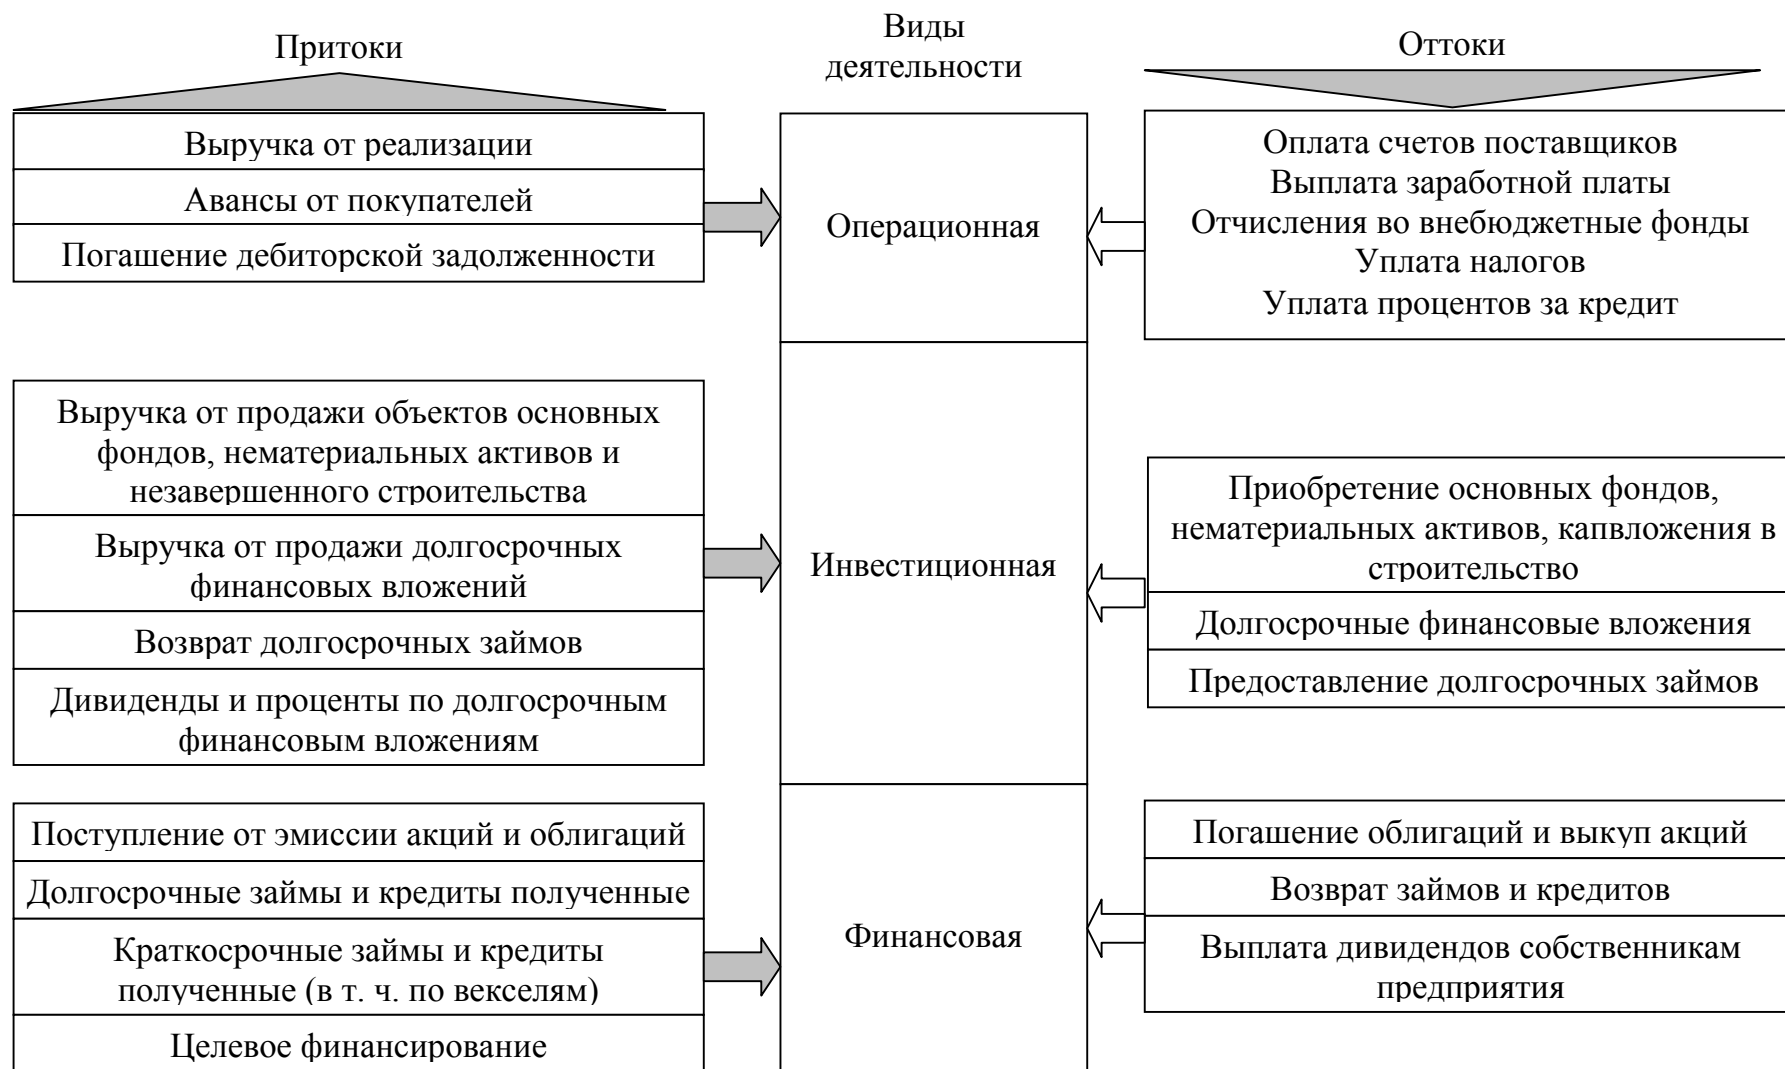 Притоки
Виды
деятельности
Оттоки
Выручка от реализации
Авансы от покупателей
Погашение дебиторской задолженности
Операционная
Оплата счетов поставщиков
Выплата заработной платы
Отчисления во внебюджетные фонды
Уплата налогов
Уплата процентов за кредит
Выручка от продажи объектов основных
фондов, нематериальных активов и
незавершенного строительства
Выручка от продажи долгосрочных
финансовых вложений
Возврат долгосрочных займов
Дивиденды и проценты по долгосрочным
финансовым вложениям
Инвестиционная
Приобретение основных фондов,
нематериальных активов, капвложения в
строительство
Долгосрочные финансовые вложения
Предоставление долгосрочных займов
Поступление от эмиссии акций и облигаций
Долгосрочные займы и кредиты полученные
Краткосрочные займы и кредиты
полученные (в т. ч. по векселям)
Целевое финансирование
Финансовая
Погашение облигаций и выкуп акций
Возврат займов и кредитов
Выплата дивидендов собственникам
предприятия